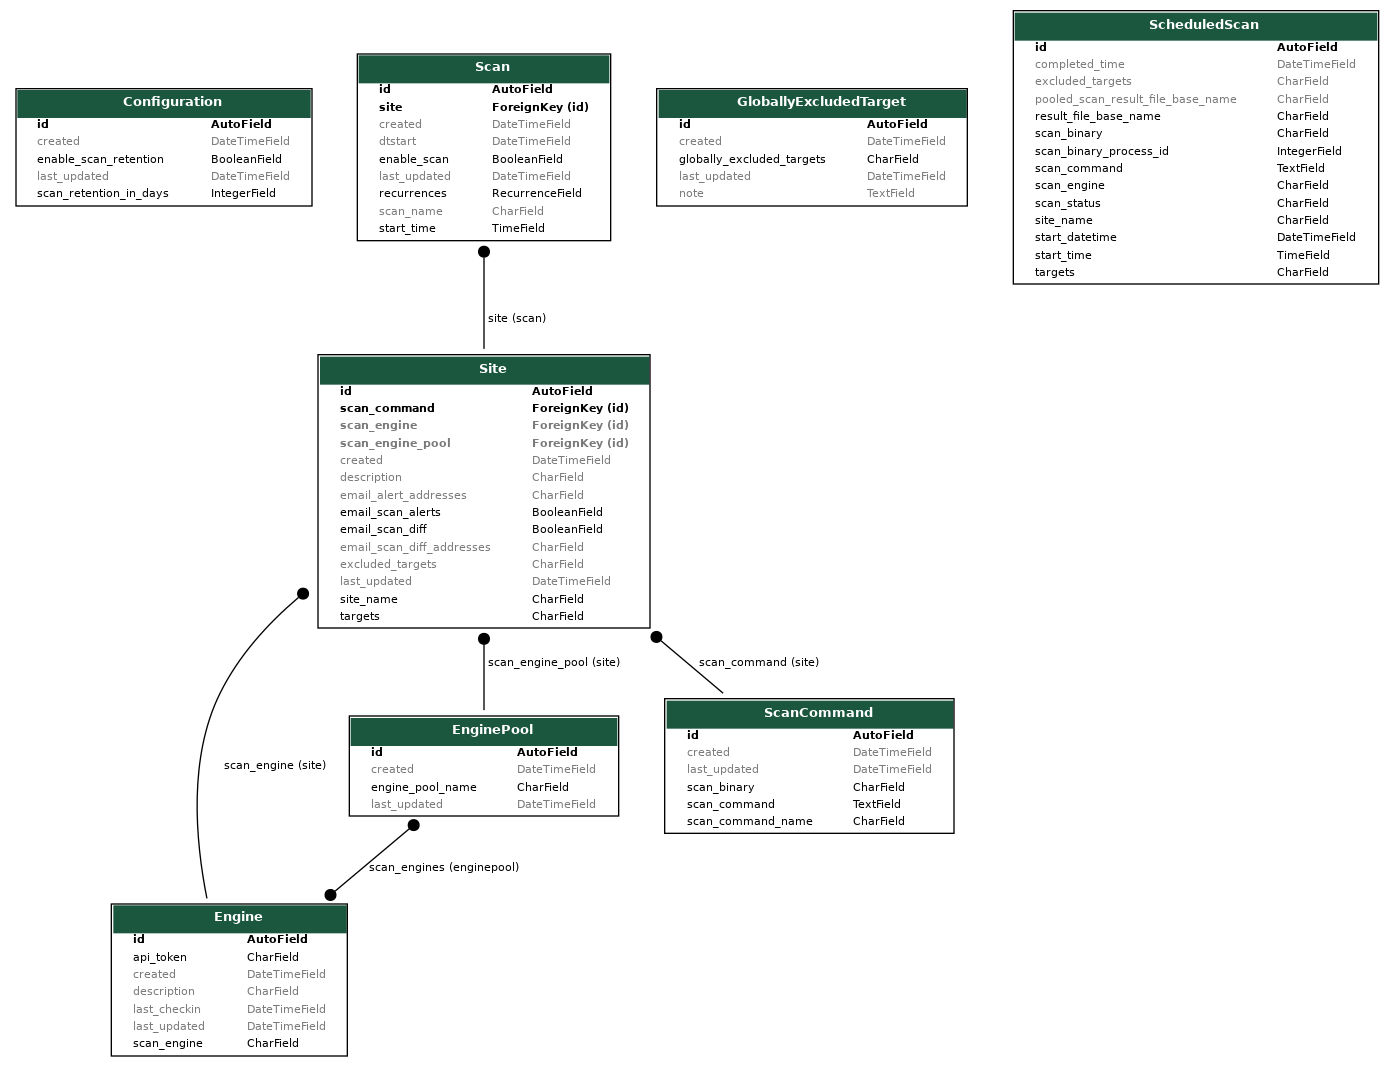 Configuration
id AutoField
created DateTimeField
enable_scan_retention BooleanField
last_updated DateTimeField
scan_retention_in_days IntegerField
Scan
id AutoField
site ForeignKey (id)
created DateTimeField
dtstart DateTimeField
enable_scan BooleanField
last_updated DateTimeField
recurrences RecurrenceField
scan_name CharField
start_time TimeField
GloballyExcludedTarget
id AutoField
created DateTimeField
globally_excluded_targets CharField
last_updated DateTimeField
note TextField
ScheduledScan
id AutoField
completed_time DateTimeField
excluded_targets CharField
pooled_scan_result_file_base_name CharField
result_file_base_name CharField
scan_binary CharField
scan_binary_process_id IntegerField
scan_command TextField
scan_engine CharField
scan_status CharField
site_name CharField
start_datetime DateTimeField
start_time TimeField
targets CharField
site (scan)
Site
id AutoField
scan_command ForeignKey (id)
scan_engine ForeignKey (id)
scan_engine_pool ForeignKey (id)
created DateTimeField
description CharField
email_alert_addresses CharField
email_scan_alerts BooleanField
email_scan_diff BooleanField
email_scan_diff_addresses CharField
excluded_targets CharField
last_updated DateTimeField
site_name CharField
targets CharField
scan_engine_pool (site)
scan_command (site)
scan_engine (site)
EnginePool
id AutoField
created DateTimeField
engine_pool_name CharField
last_updated DateTimeField
ScanCommand
id AutoField
created DateTimeField
last_updated DateTimeField
scan_binary CharField
scan_command TextField
scan_command_name CharField
scan_engines (enginepool)
Engine
id AutoField
api_token CharField
created DateTimeField
description CharField
last_checkin DateTimeField
last_updated DateTimeField
scan_engine CharField